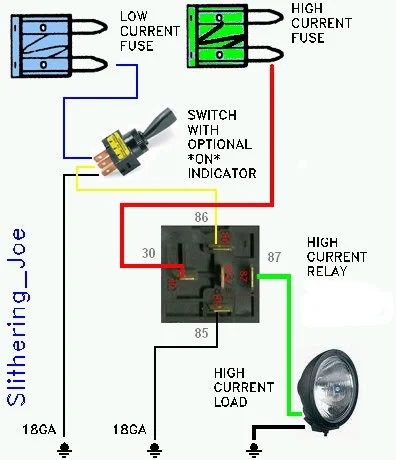 LOW
CURRENT
FUSE
HIGH
CURRENT
FUSE
SWITCH
WITH
OPTIONAL
*ON*
INDICATOR
86
30
87
HIGH
CURRENT
RELAY
85
HIGH
CURRENT
LOAD
18GA
18GA
Slithering_Joe